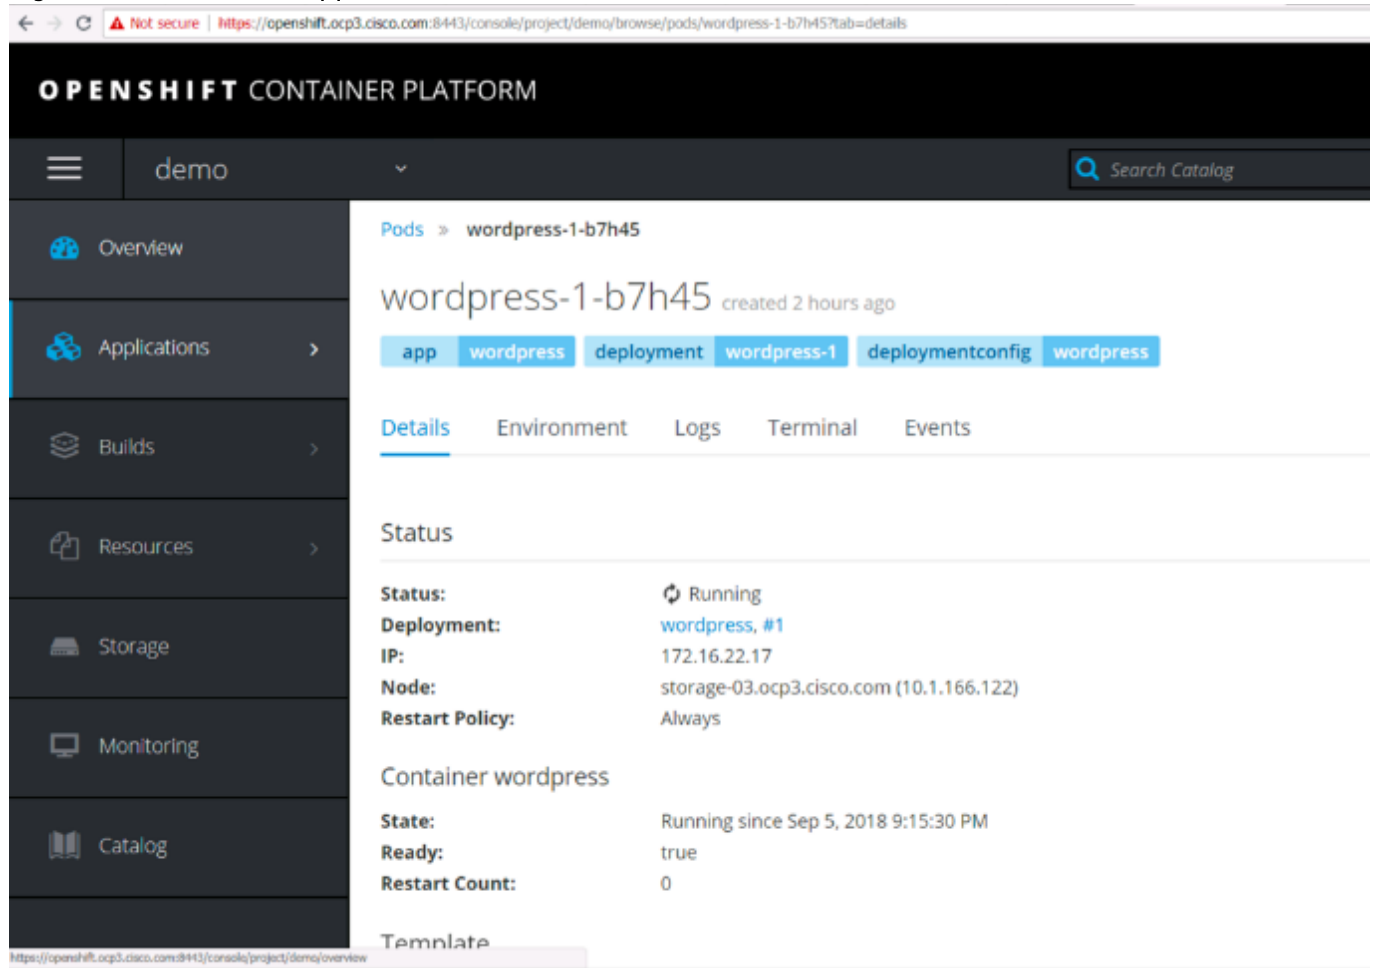 Not secure | https://openshift.ocp3.cisco.com:8443/console/project/demo/browse/pods/wordpress-1-b7h45?tab=details
OPENSHIFT CONTAINER PLATFORM
demo
Search Catalog
Overview
Applications
Builds
Resources
Storage
Monitoring
Catalog
Pods » wordpress-1-b7h45
wordpress-1-b7h45 created 2 hours ago
app wordpress deployment wordpress-1 deploymentconfig wordpress
Details Environment Logs Terminal Events
Status
Status: Running
Deployment: wordpress, #1
IP: 172.16.22.17
Node: storage-03.ocp3.cisco.com (10.1.166.122)
Restart Policy: Always
Container wordpress
State: Running since Sep 5, 2018 9:15:30 PM
Ready: true
Restart Count: 0
Template
https://openshift.ocp3.cisco.com:8443/console/project/demo/overview